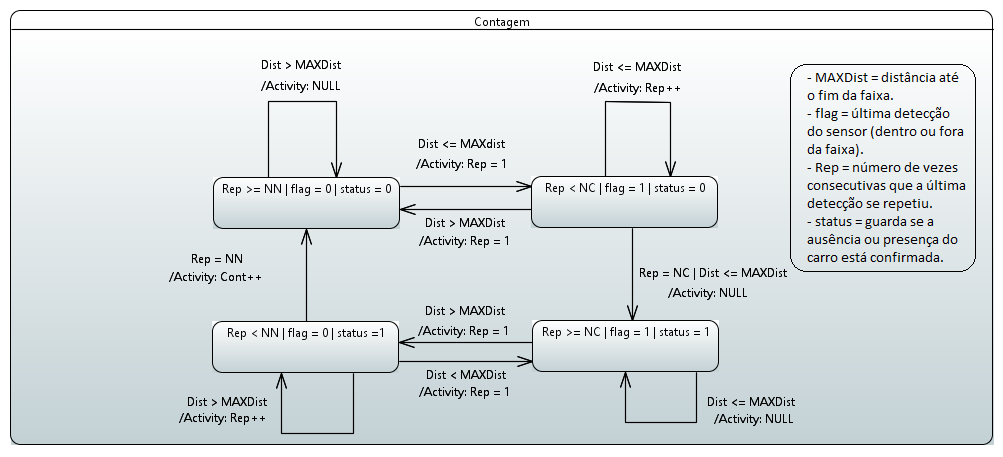 Contagem
Dist > MAXDist
/Activity: NULL
Dist <= MAXDist
/Activity: Rep++
- MAXDist = distância até
o fim da faixa.
- flag = última detecção
do sensor (dentro ou fora
da faixa).
- Rep = número de vezes
consecutivas que a última
detecção se repetiu.
- status = guarda se a
ausência ou presença do
carro está confirmada.
Dist <= MAXdist
/Activity: Rep = 1
Rep >= NN | flag = 0 | status = 0
Rep < NC | flag = 1 | status = 0
Dist > MAXDist
/Activity: Rep = 1
Rep = NN
/Activity: Cont++
Rep = NC | Dist <= MAXDist
/Activity: NULL
Dist > MAXDist
/Activity: Rep = 1
Rep < NN | flag = 0 | status =1
Rep >= NC | flag = 1 | status = 1
Dist < MAXDist
/Activity: Rep = 1
Dist > MAXDist
/Activity: Rep++
Dist <= MAXDist
/Activity: NULL